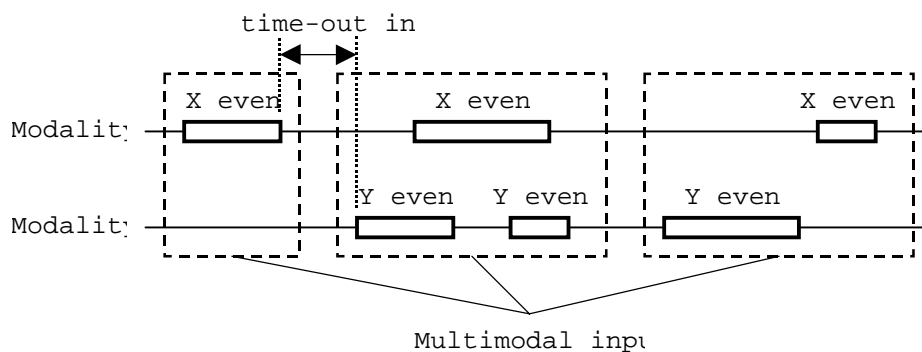 time-out in
X even X even X even
Modality
Y even Y even Y even
Modality
Multimodal inpu